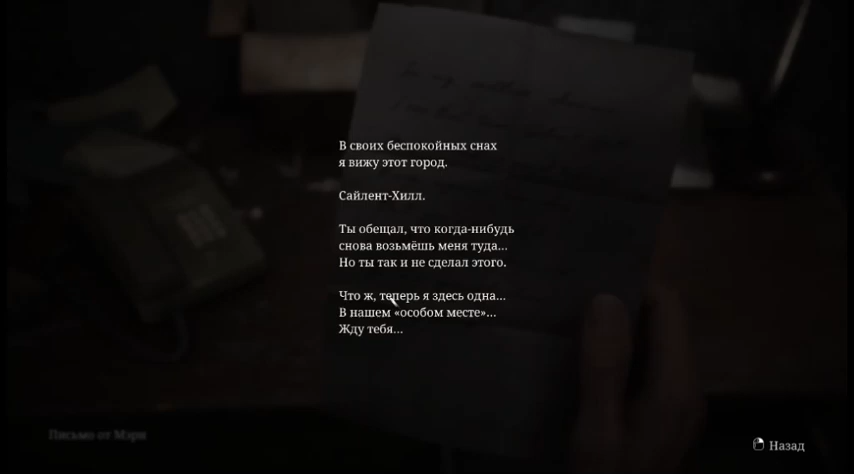 В своих беспокойных снах
я вижу этот город.
Сайлент-Хилл.
Ты обещал, что когда-нибудь
снова возьмёшь меня туда...
Но ты так и не сделал этого.
Что ж, теперь я здесь одна...
В нашем «особом месте»...
Жду тебя...
Письмо от Мэри
Назад